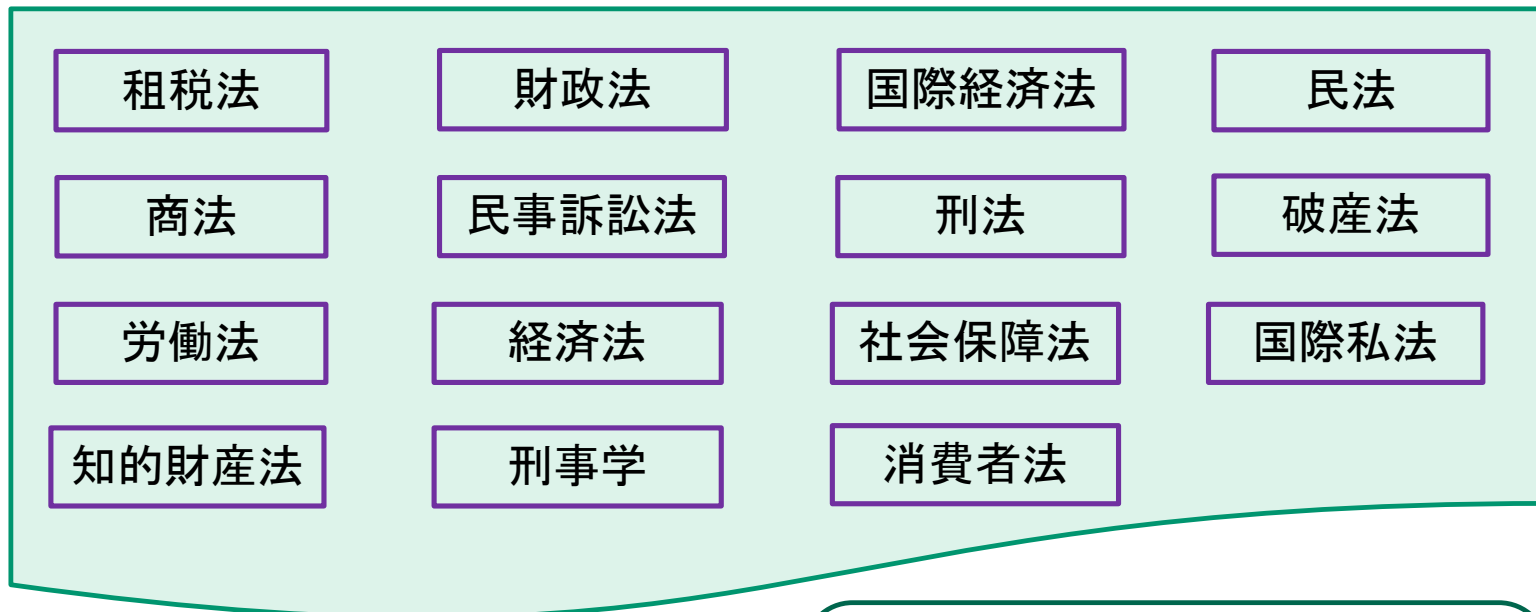 租税法
財政法
国際経済法
民法
商法
民事訴訟法
刑法
破産法
労働法
経済法
社会保障法
国際私法
知的財産法
刑事学
消費者法